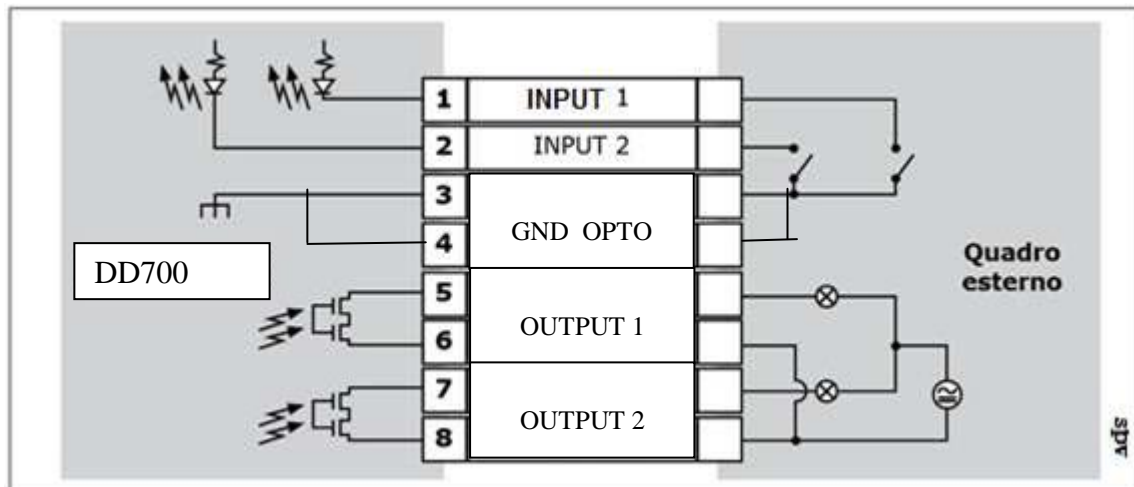 1 INPUT 1
2 INPUT 2
3
GND OPTO
4
DD700
Quadro
esterno
5
OUTPUT 1
6
7
OUTPUT 2
8